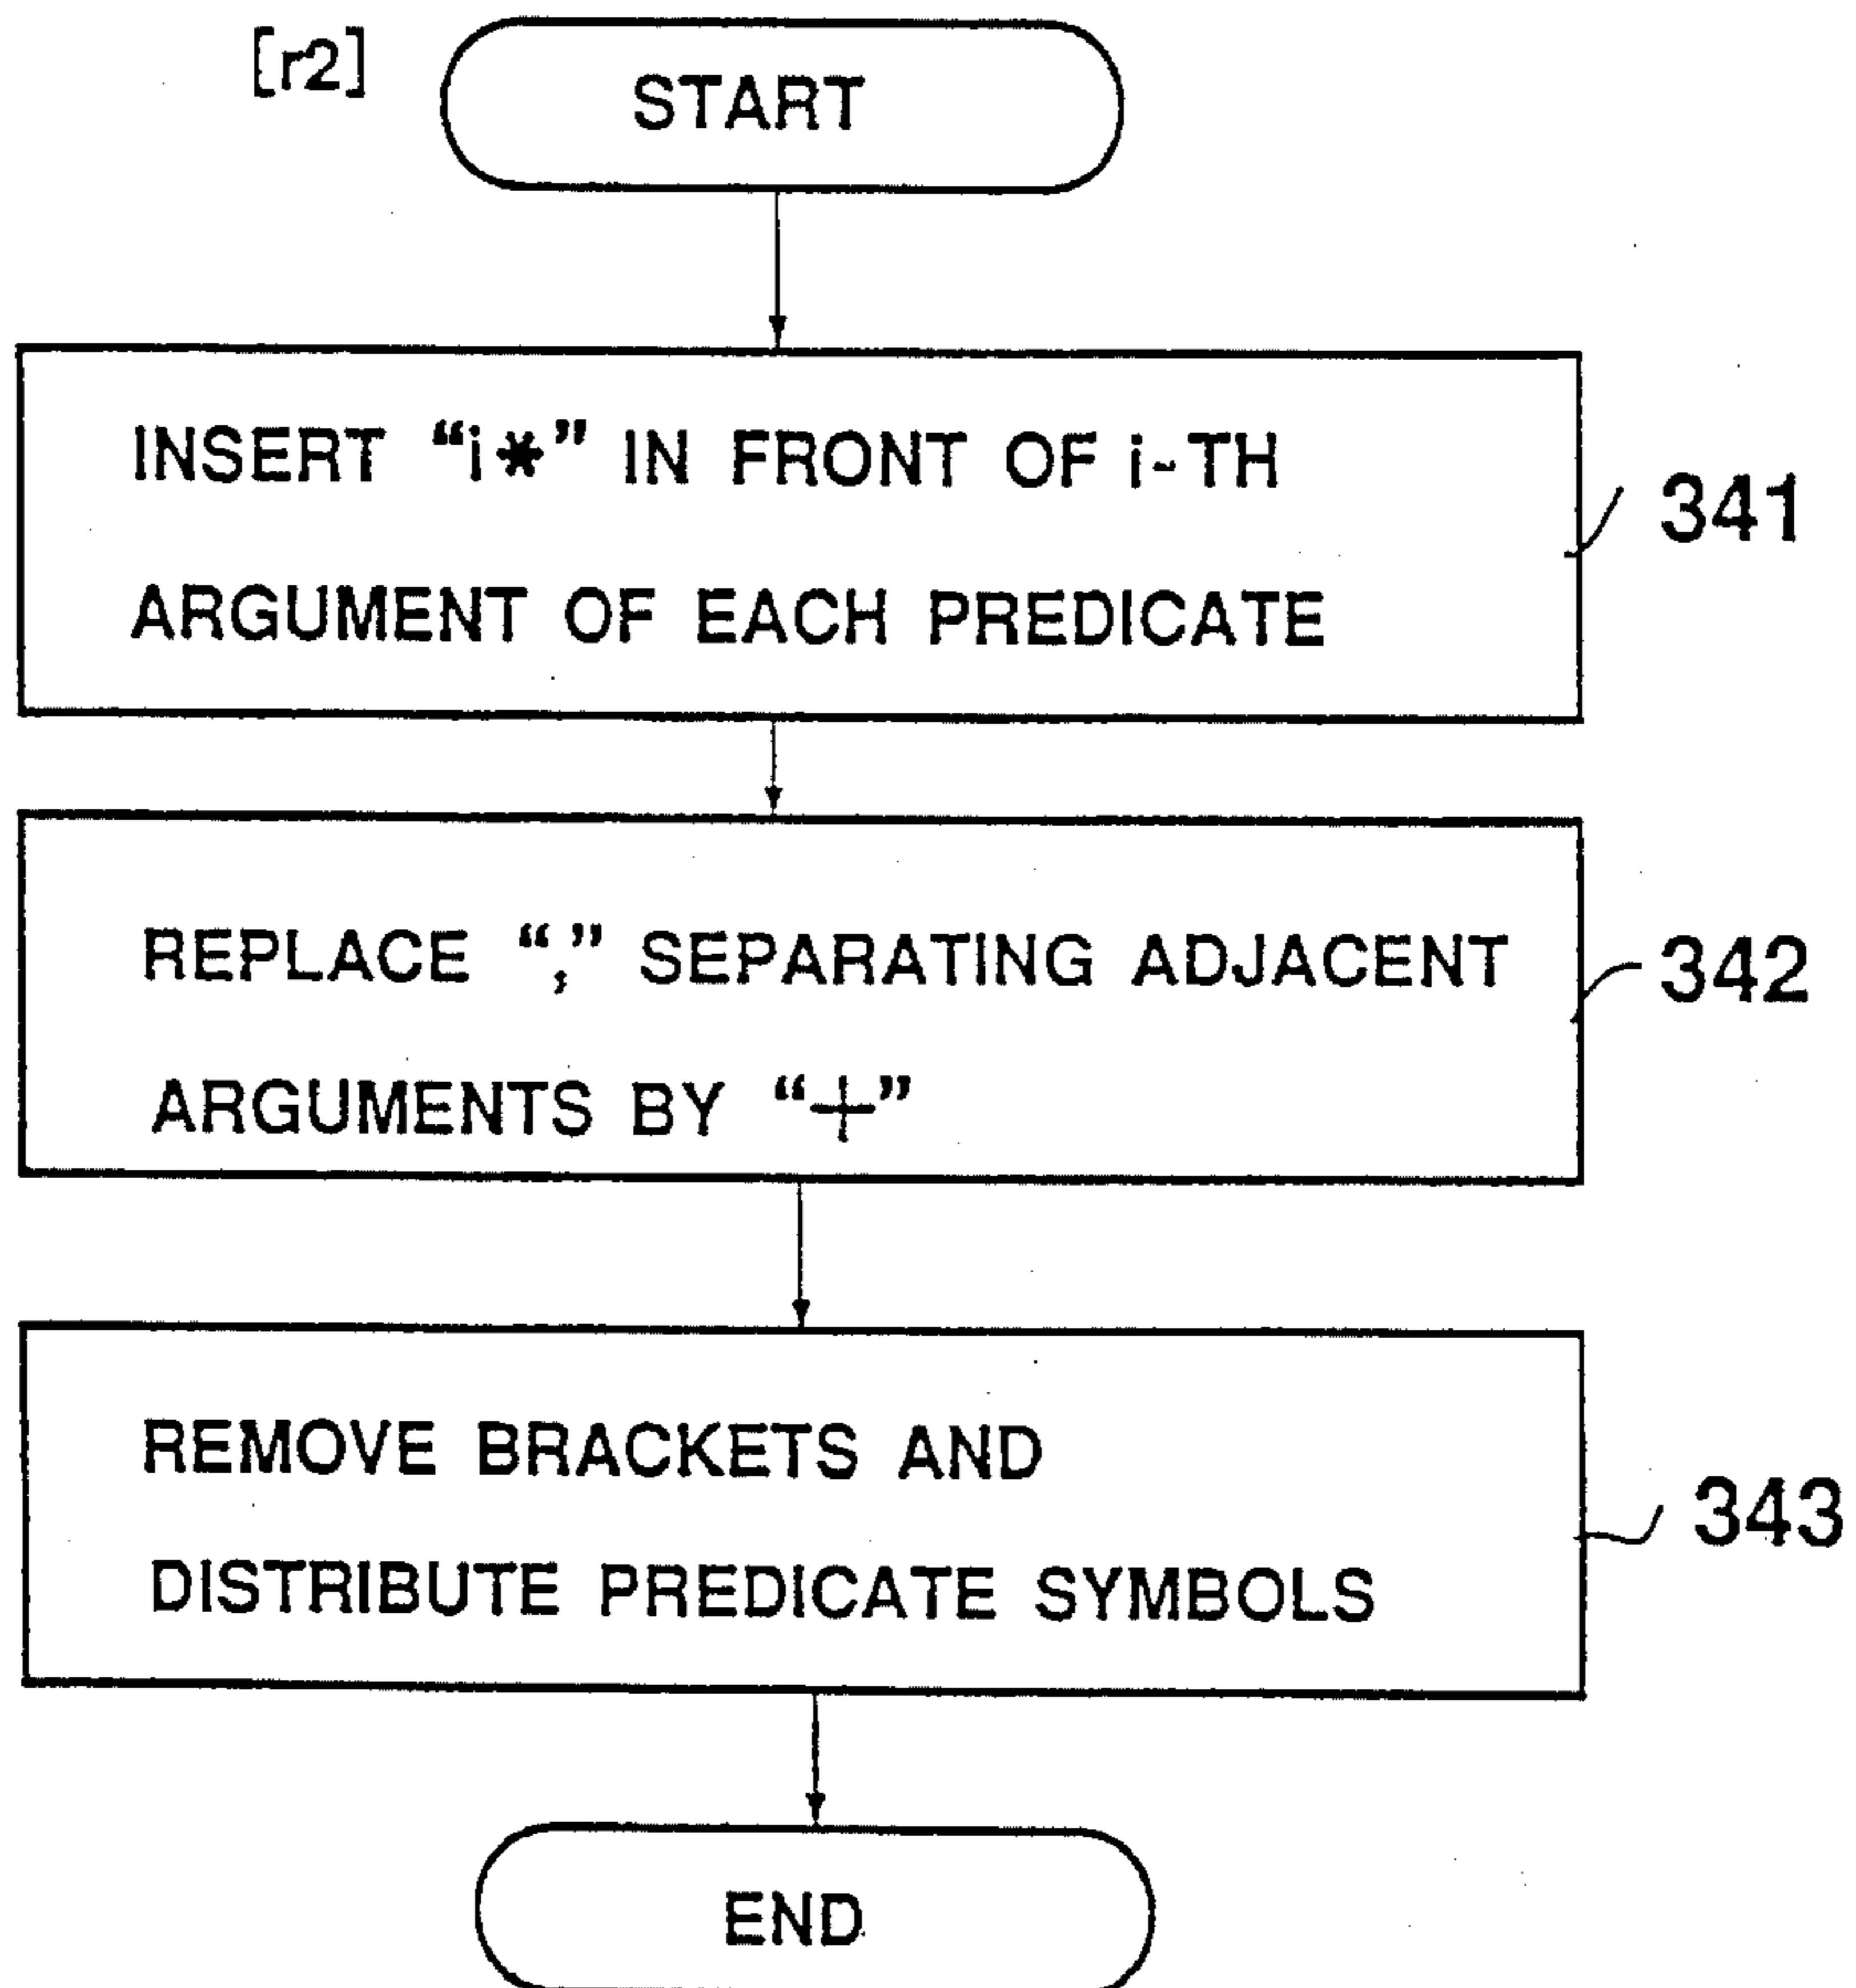 [r2]
START
INSERT “i*” IN FRONT OF i-TH
ARGUMENT OF EACH PREDICATE
341
REPLACE “,” SEPARATING ADJACENT
ARGUMENTS BY “+”
342
REMOVE BRACKETS AND
DISTRIBUTE PREDICATE SYMBOLS
343
END